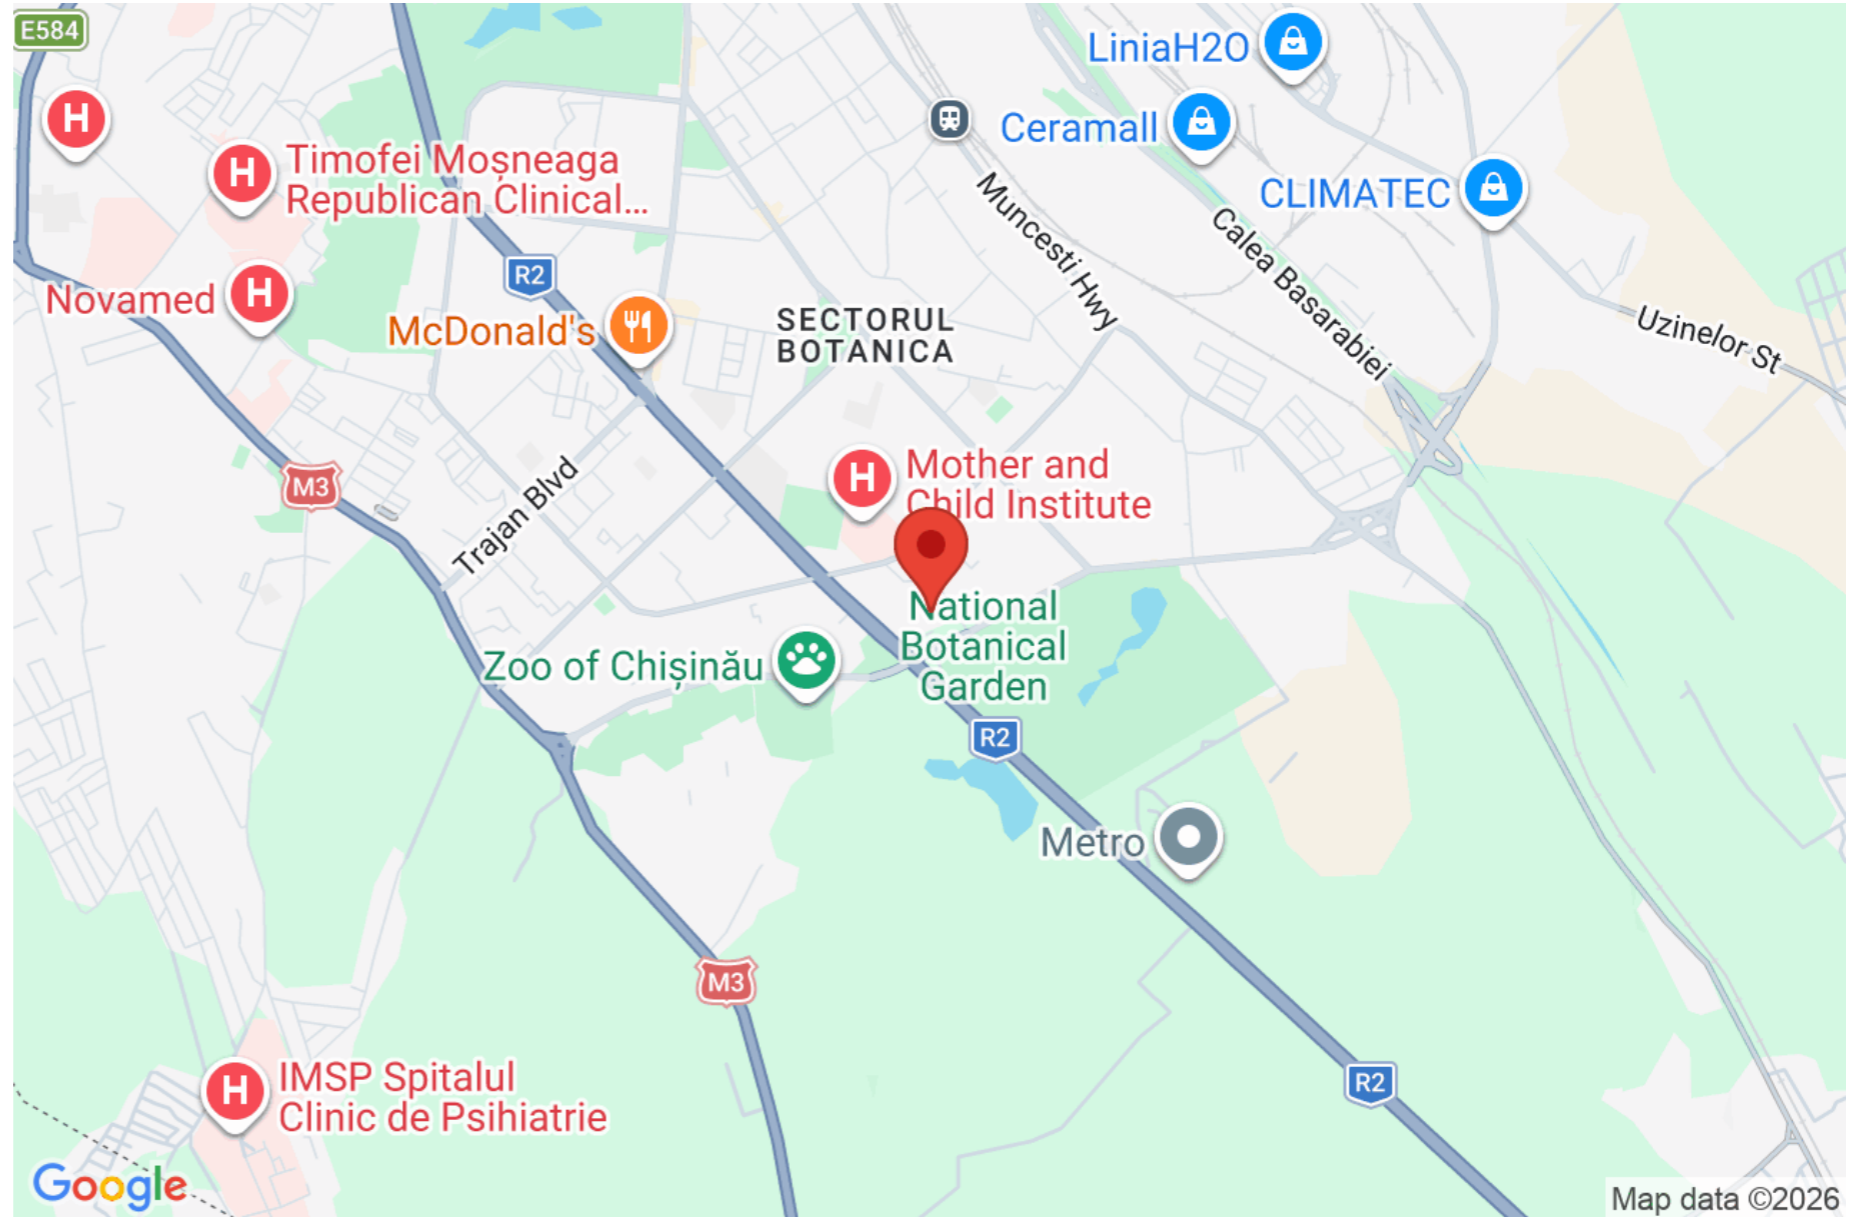 E584
LiniaH2O
H
Ceramall
H
Timofei Moșneaga
Republican Clinical...
CLIMATEC
Muncesti Hwy
Calea Basarabiei
R2
Novamed
H
McDonald's
SECTORUL
BOTANICA
Uzinelor St
M3
Trajan Blvd
H
Mother and
Child Institute
National
Botanical
Garden
Zoo of Chișinău
R2
Metro
M3
R2
H
IMSP Spitalul
Clinic de Psihiatrie
Google
Map data ©2026